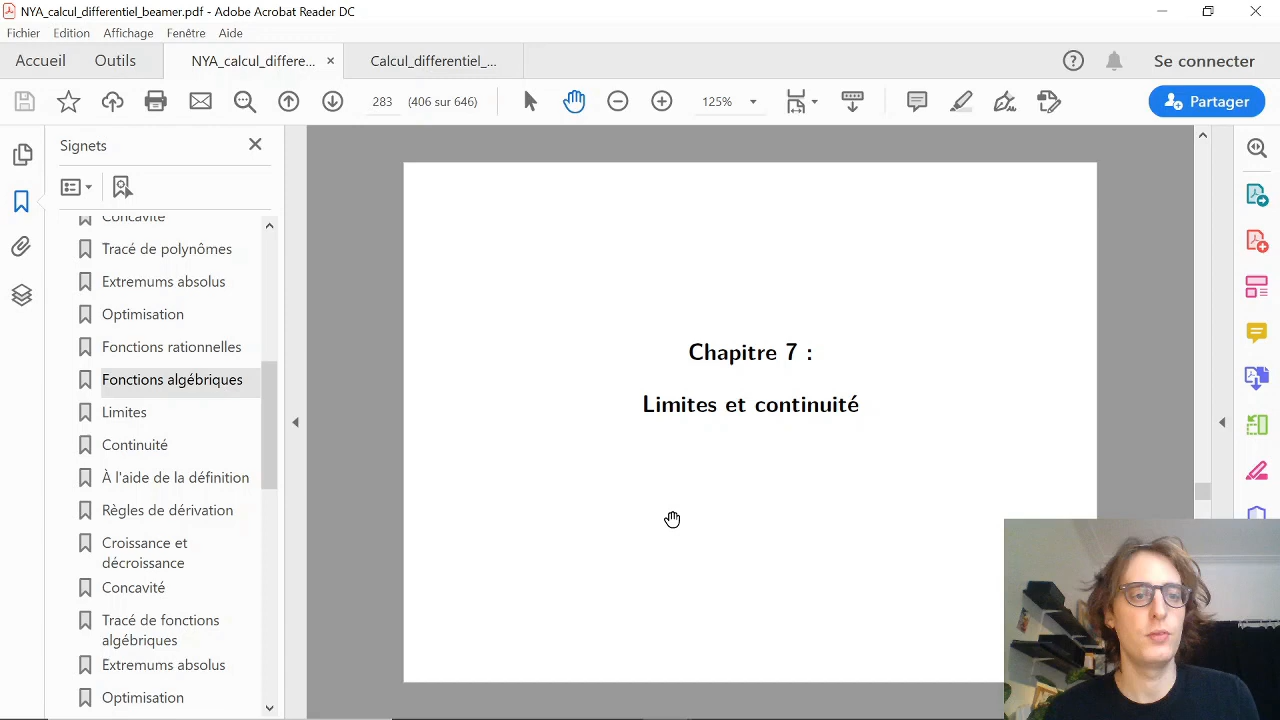 NYA_calcul_differentiel_beamer.pdf - Adobe Acrobat Reader DC
Fichier Edition Affichage Fenêtre Aide
Accueil Outils NYA_calcul_differe... × Calcul_differentiel_... Se connecter
283 (406 sur 646) 125% Partager
Signets
Concavité
Tracé de polynômes
Extremums absolus
Optimisation
Fonctions rationnelles
Fonctions algébriques
Limites
Continuité
À l'aide de la définition
Règles de dérivation
Croissance et
décroissance
Concavité
Tracé de fonctions
algébriques
Extremums absolus
Optimisation
Chapitre 7 :
Limites et continuité